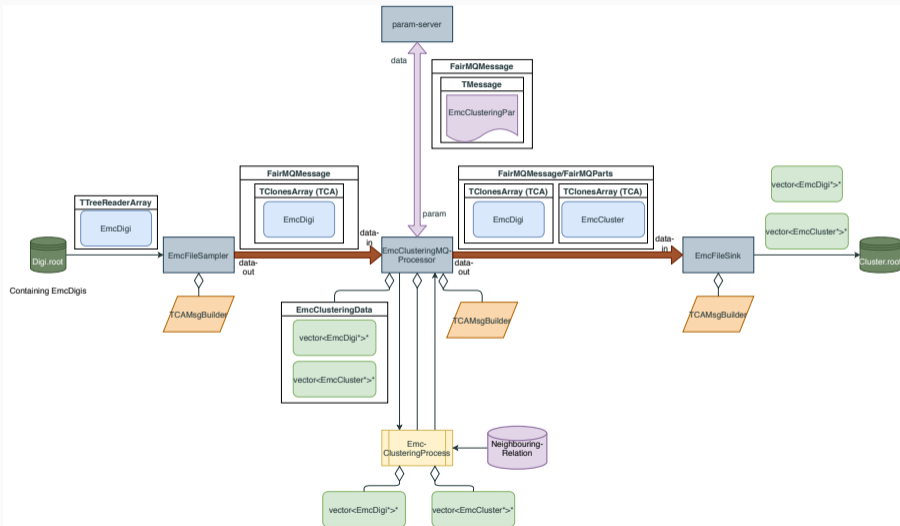 param-server
data
FairMQMessage
TMessage
EmcClusteringPar
param
FairMQMessage
TClonesArray (TCA)
EmcDigi
FairMQMessage/FairMQParts
TClonesArray (TCA)
TClonesArray (TCA)
EmcDigi
EmcCluster
vector<EmcDigi*>*
vector<EmcCluster*>*
TTreeReaderArray
EmcDigi
Digi.root
Containing EmcDigis
EmcFileSampler
data-
out
data-
in
EmcClusteringMQ-
Processor
data-
out
data-
in
EmcFileSink
Cluster.root
TCAMsgBuilder
EmcClusteringData
vector<EmcDigi*>*
vector<EmcCluster*>*
TCAMsgBuilder
TCAMsgBuilder
Emc-
ClusteringProcess
Neighbouring-
Relation
vector<EmcDigi*>*
vector<EmcCluster*>*